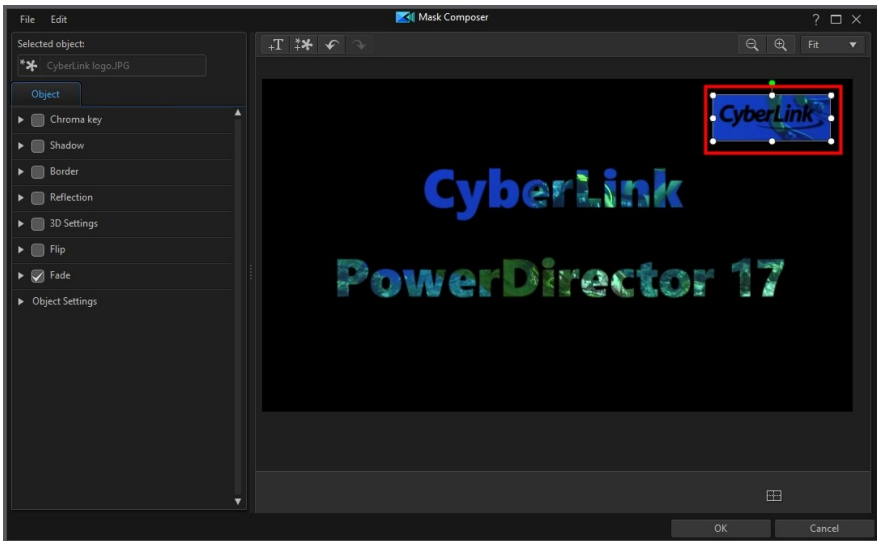 File Edit Mask Composer ?
Selected object:
CyberLink logo.JPG
Object
Chroma key
Shadow
Border
Reflection
3D Settings
Flip
Fade
Object Settings
+T Fit
CyberLink
CyberLink
PowerDirector 17
OK Cancel